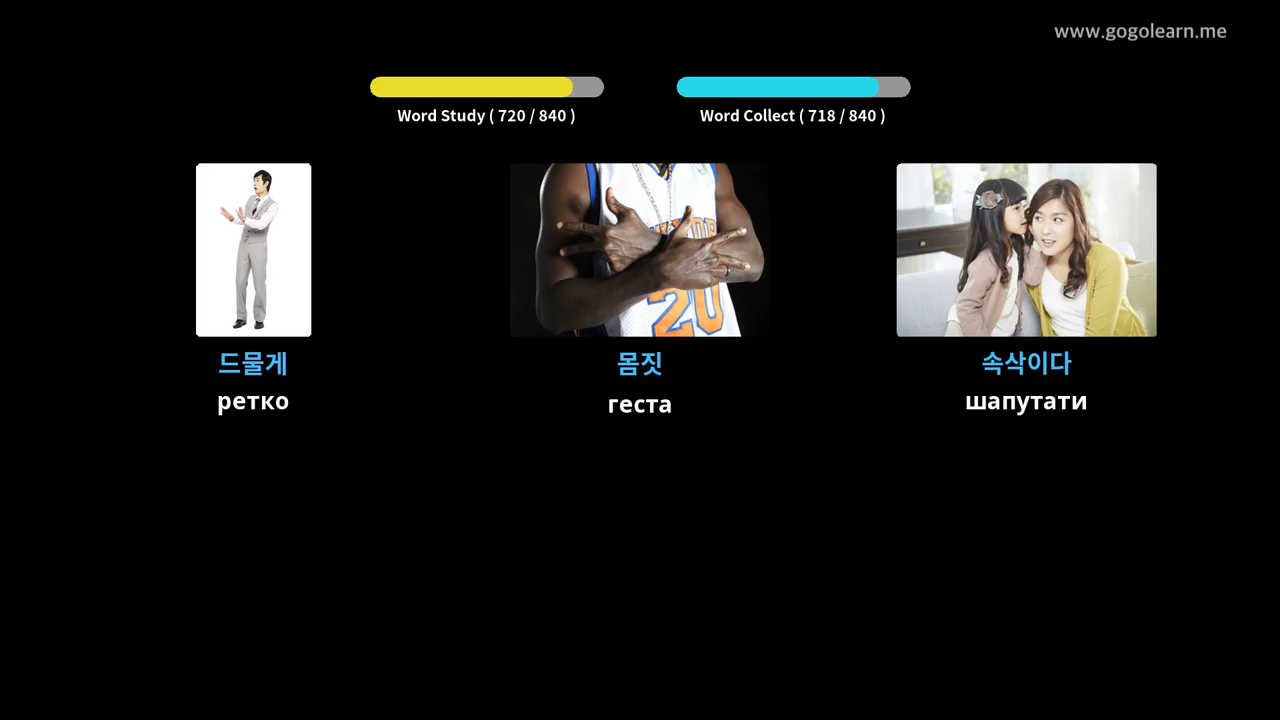 www.gogolearn.me
Word Study ( 720 / 840 )
Word Collect ( 718 / 840 )
드물게
몸짓
속삭이다
ретко
геста
шапутати
20